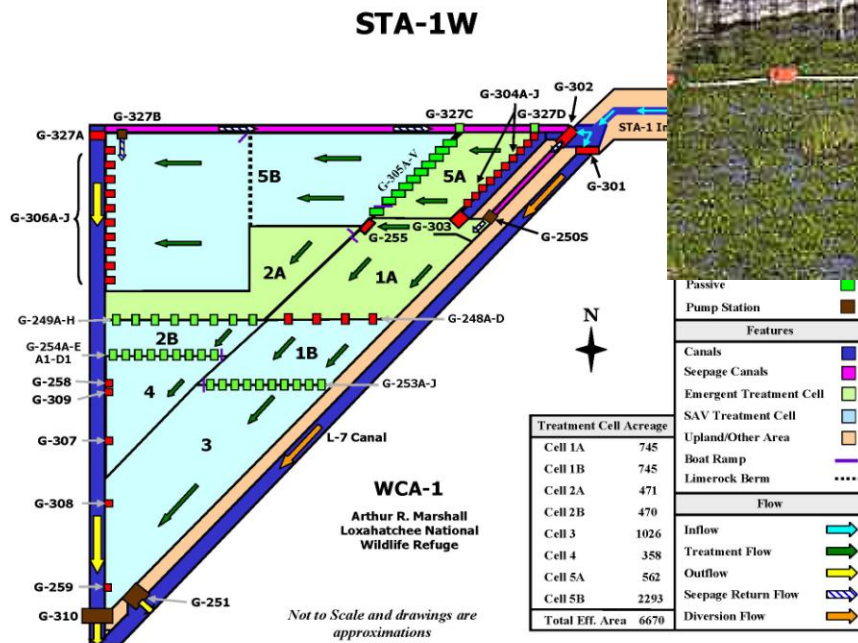 STA-1W
G-302
G-304A-J
G-327B
G-327C
G-327D
G-327A
STA-1 In
G-305A-V
5B
5A
G-301
G-306A-J
G-303
G-255
G-250S
2A
1A
Passive
Pump Station
N
Features
G-249A-H
G-248A-D
2B
G-254A-E
A1-D1
1B
Canals
Seepage Canals
G-258
G-309
4
G-253A-J
Emergent Treatment Cell
SAV Treatment Cell
Treatment Cell Acreage
Upland/Other Area
G-307
3
L-7 Canal
Cell 1A 745
Boat Ramp
Cell 1B 745
Limerock Berm
Cell 2A 471
WCA-1
Cell 2B 470
Flow
G-308
Arthur R. Marshall
Loxahatchee National
Wildlife Refuge
Cell 3 1026
Inflow
Cell 4 358
Treatment Flow
Cell 5A 562
Outflow
G-259
G-251
Cell 5B 2293
Seepage Return Flow
G-310
Not to Scale and drawings are
approximations
Total Eff. Area 6670
Diversion Flow